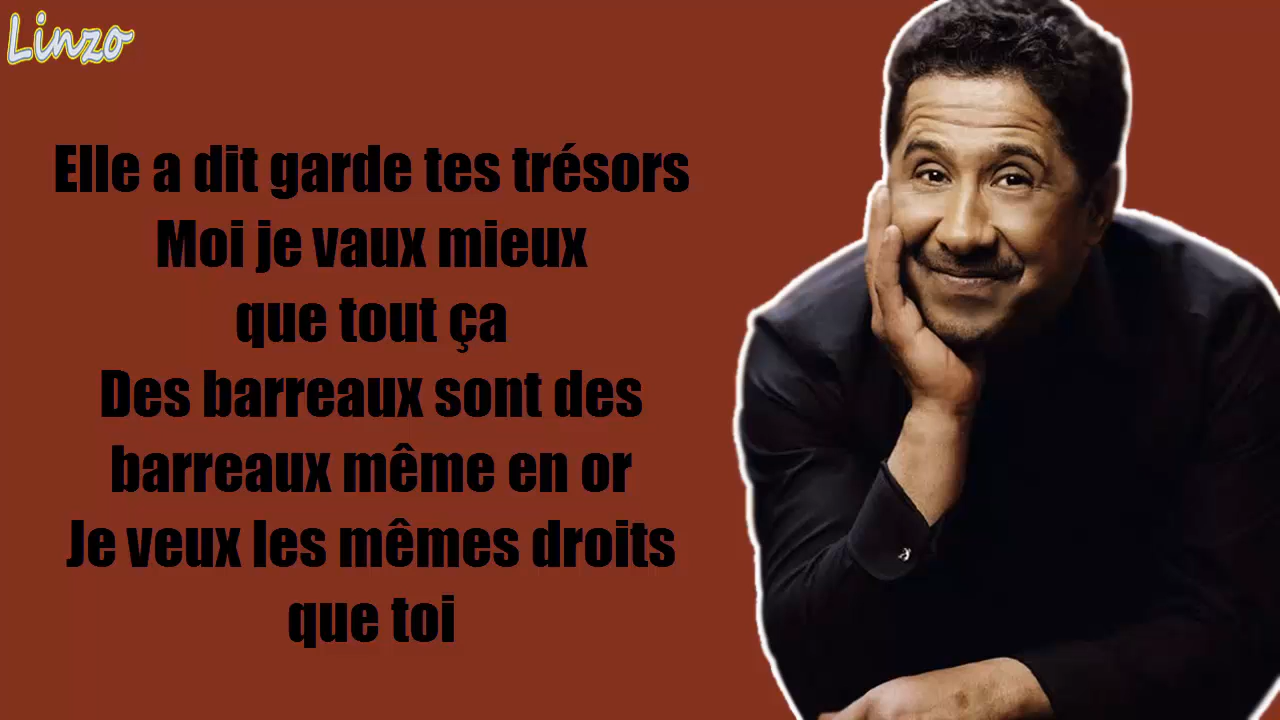 Linzo
Elle a dit garde tes trésors
Moi je vaux mieux
que tout ça
Des barreaux sont des
barreaux même en or
Je veux les mêmes droits
que toi